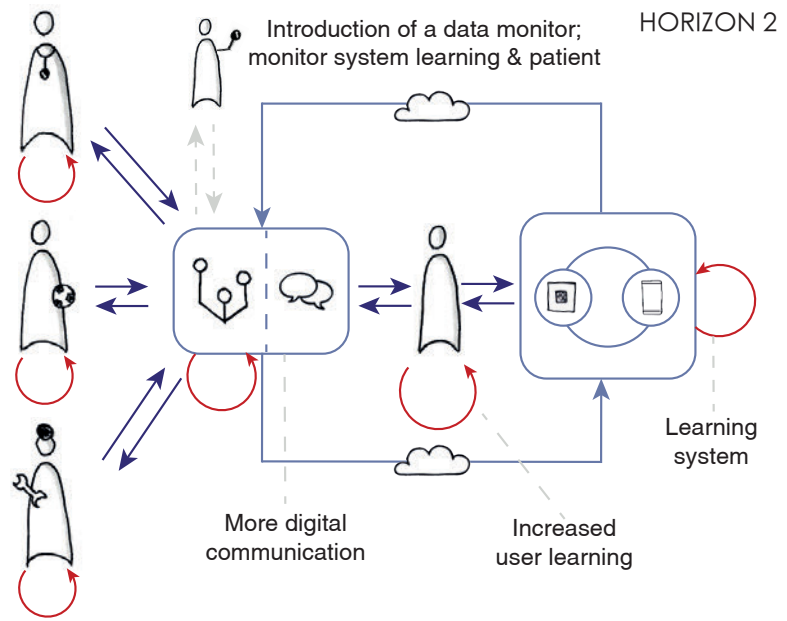 HORIZON 2
Introduction of a data monitor;
monitor system learning & patient
Learning
system
More digital
communication
Increased
user learning